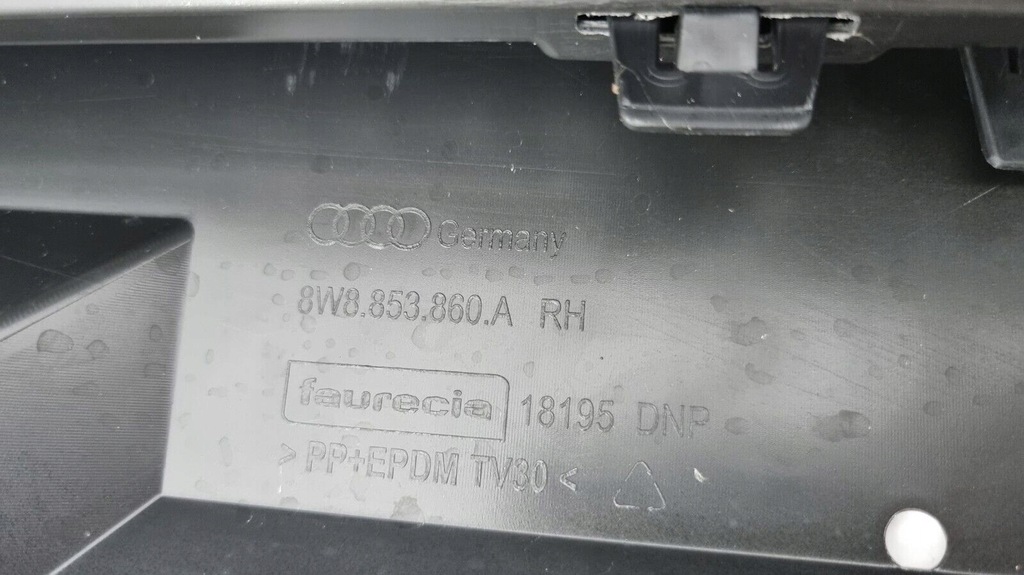 Germany
8W8.853.860.A RH
faurecia 18195 DNP
> PP+EPDM TV30 <